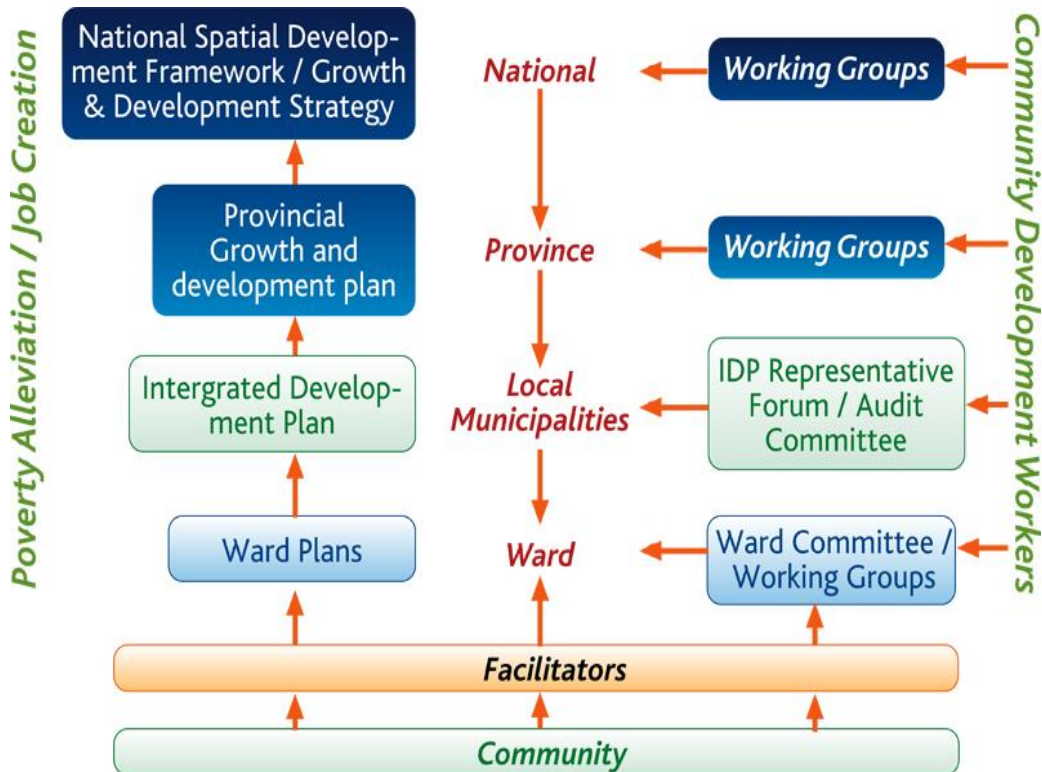 Poverty Alleviation / Job Creation
National Spatial Develop-
ment Framework / Growth
& Development Strategy
Provincial
Growth and
development plan
Intergrated Develop-
ment Plan
Ward Plans
National
Province
Local
Municipalities
Ward
Working Groups
Working Groups
IDP Representative
Forum / Audit
Committee
Ward Committee /
Working Groups
Community Development Workers
Facilitators
Community